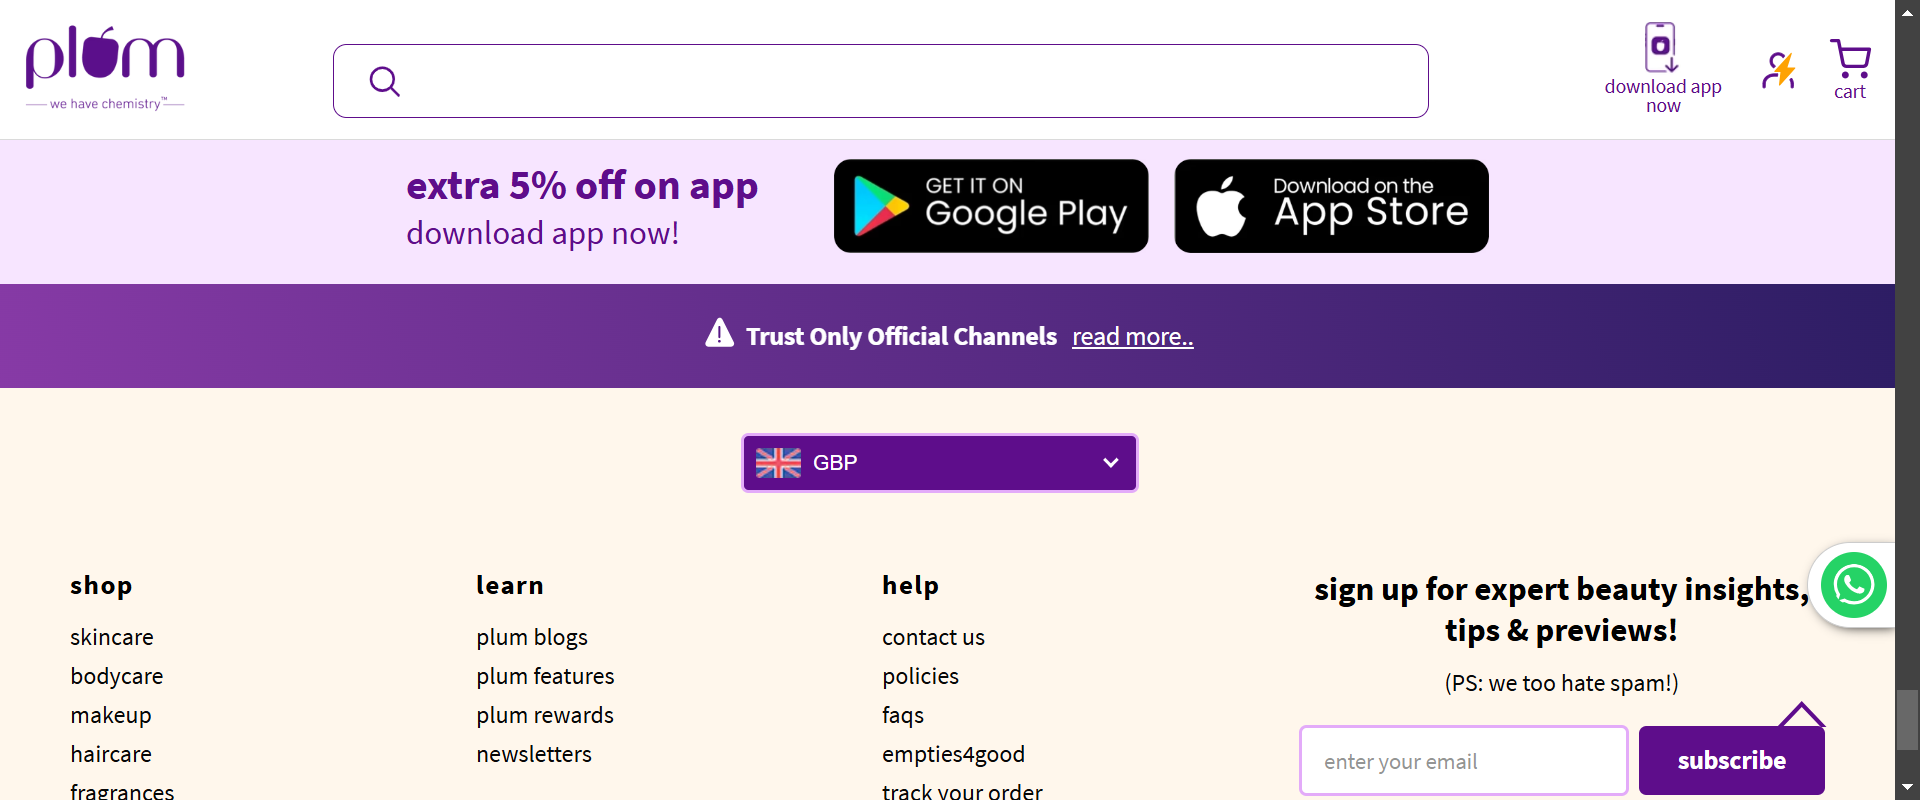 plum
we have chemistry™
download app
now
cart
extra 5% off on app
download app now!
GET IT ON
Google Play
Download on the
App Store
Trust Only Official Channels read more..
GBP
shop
skincare
bodycare
makeup
haircare
fragrances
learn
plum blogs
plum features
plum rewards
newsletters
help
contact us
policies
faqs
empties4good
track your order
sign up for expert beauty insights,
tips & previews!
(PS: we too hate spam!)
enter your email
subscribe